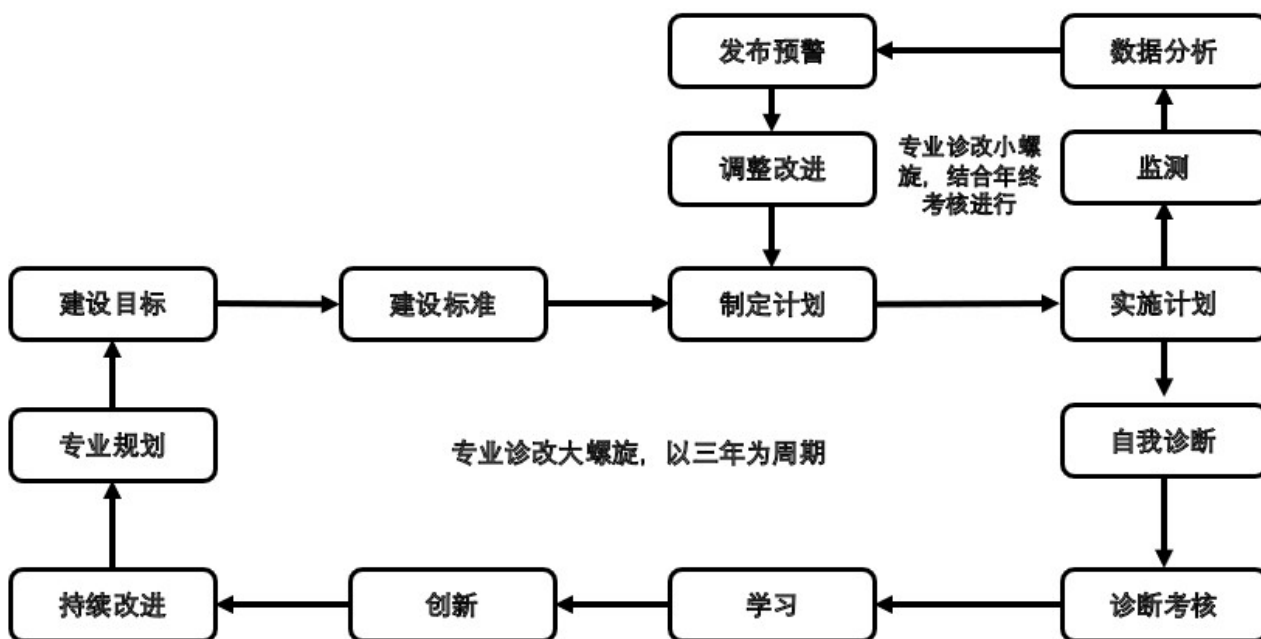 发布预警
数据分析
调整改进
专业诊改小螺
旋，结合年终
考核进行
监测
建设目标
建设标准
制定计划
实施计划
专业规划
专业诊改大螺旋，以三年为周期
自我诊断
持续改进
创新
学习
诊断考核